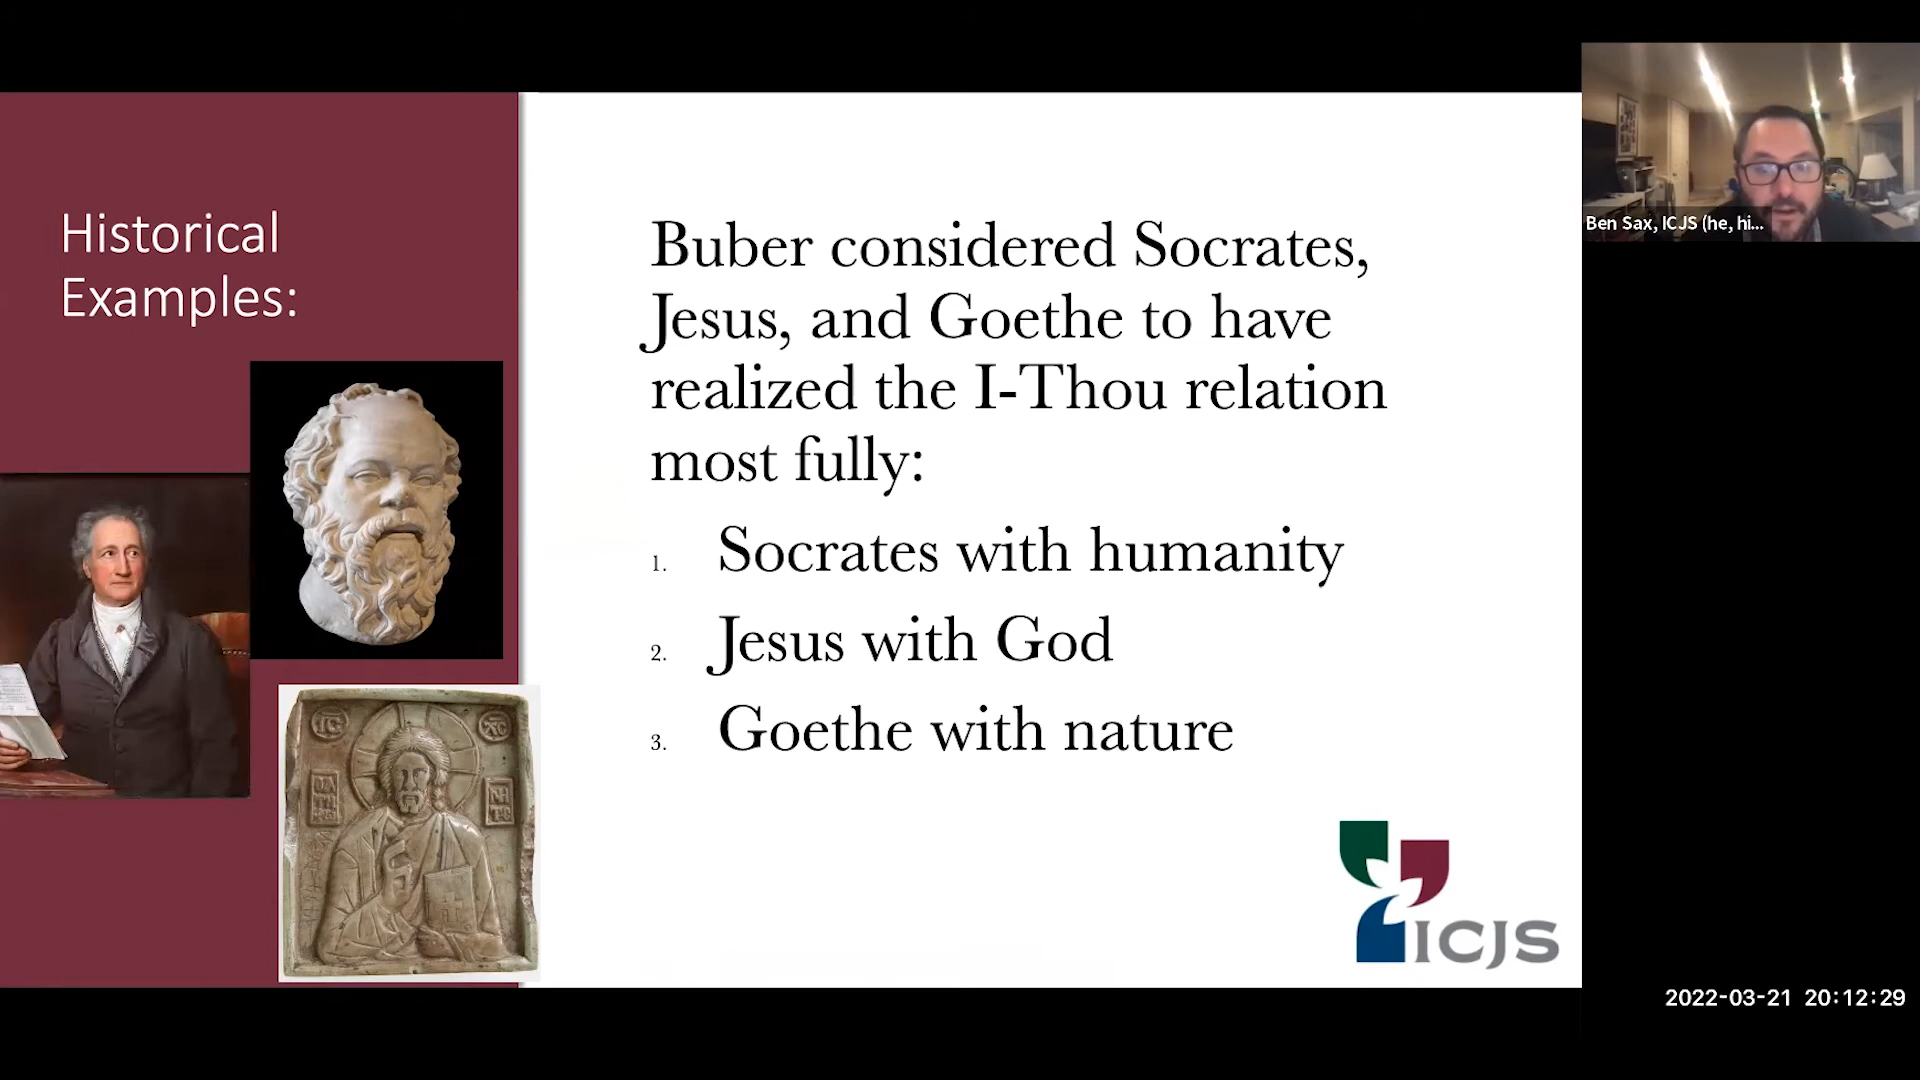 Historical
Examples:
Buber considered Socrates,
Jesus, and Goethe to have
realized the I-Thou relation
most fully:
1. Socrates with humanity
2. Jesus with God
3. Goethe with nature
ICJS
Ben Sax, ICJS (he, hi...
2022-03-21 20:12:29